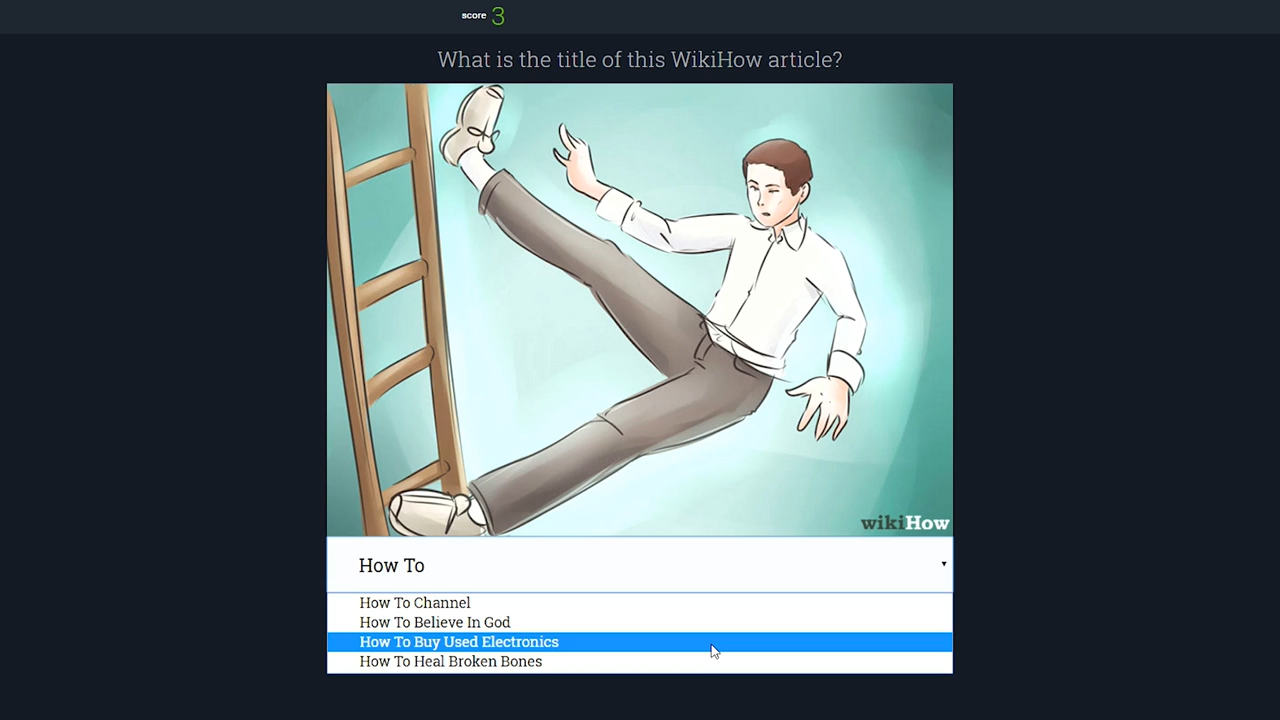 score 3
What is the title of this WikiHow article?
wikiHow
How To
How To Channel
How To Believe In God
How To Buy Used Electronics
How To Heal Broken Bones